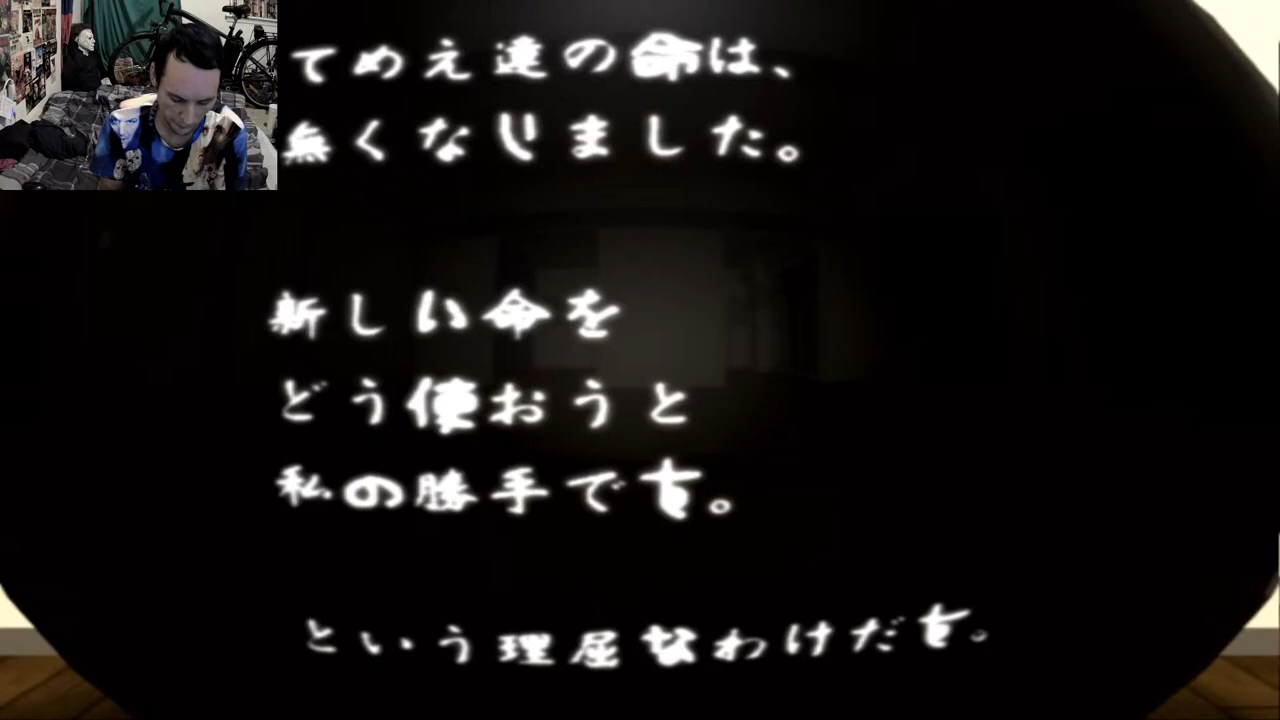 てめえ達の命は、
無くなりました。
新しい命を
どう使おうと
私の勝手です。
という理屈なわけだす。